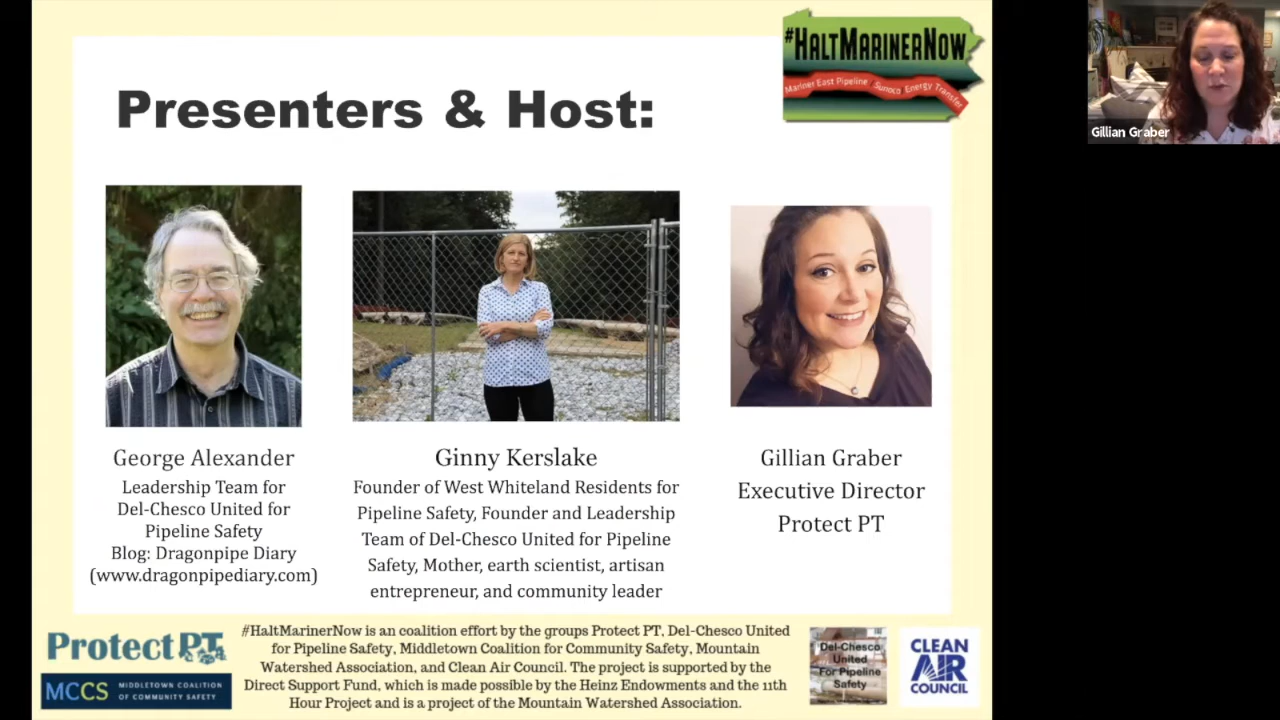 #HALTMARINERNOW
Mariner East Pipeline / Sunoco / Energy Transfer
Gillian Graber
Presenters & Host:
George Alexander
Leadership Team for
Del-Chesco United for
Pipeline Safety
Blog: Dragonpipe Diary
(www.dragonpipediary.com)
Ginny Kerslake
Founder of West Whiteland Residents for
Pipeline Safety, Founder and Leadership
Team of Del-Chesco United for Pipeline
Safety, Mother, earth scientist, artisan
entrepreneur, and community leader
Gillian Graber
Executive Director
Protect PT
Protect PT
MCCS MIDDLETOWN COALITION
OF COMMUNITY SAFETY
#HaltMarinerNow is an coalition effort by the groups Protect PT, Del-Chesco United
for Pipeline Safety, Middletown Coalition for Community Safety, Mountain
Watershed Association, and Clean Air Council. The project is supported by the
Direct Support Fund, which is made possible by the Heinz Endowments and the 11th
Hour Project and is a project of the Mountain Watershed Association.
Del-Chesco
United
For Pipeline
Safety
CLEAN
AIR
COUNCIL